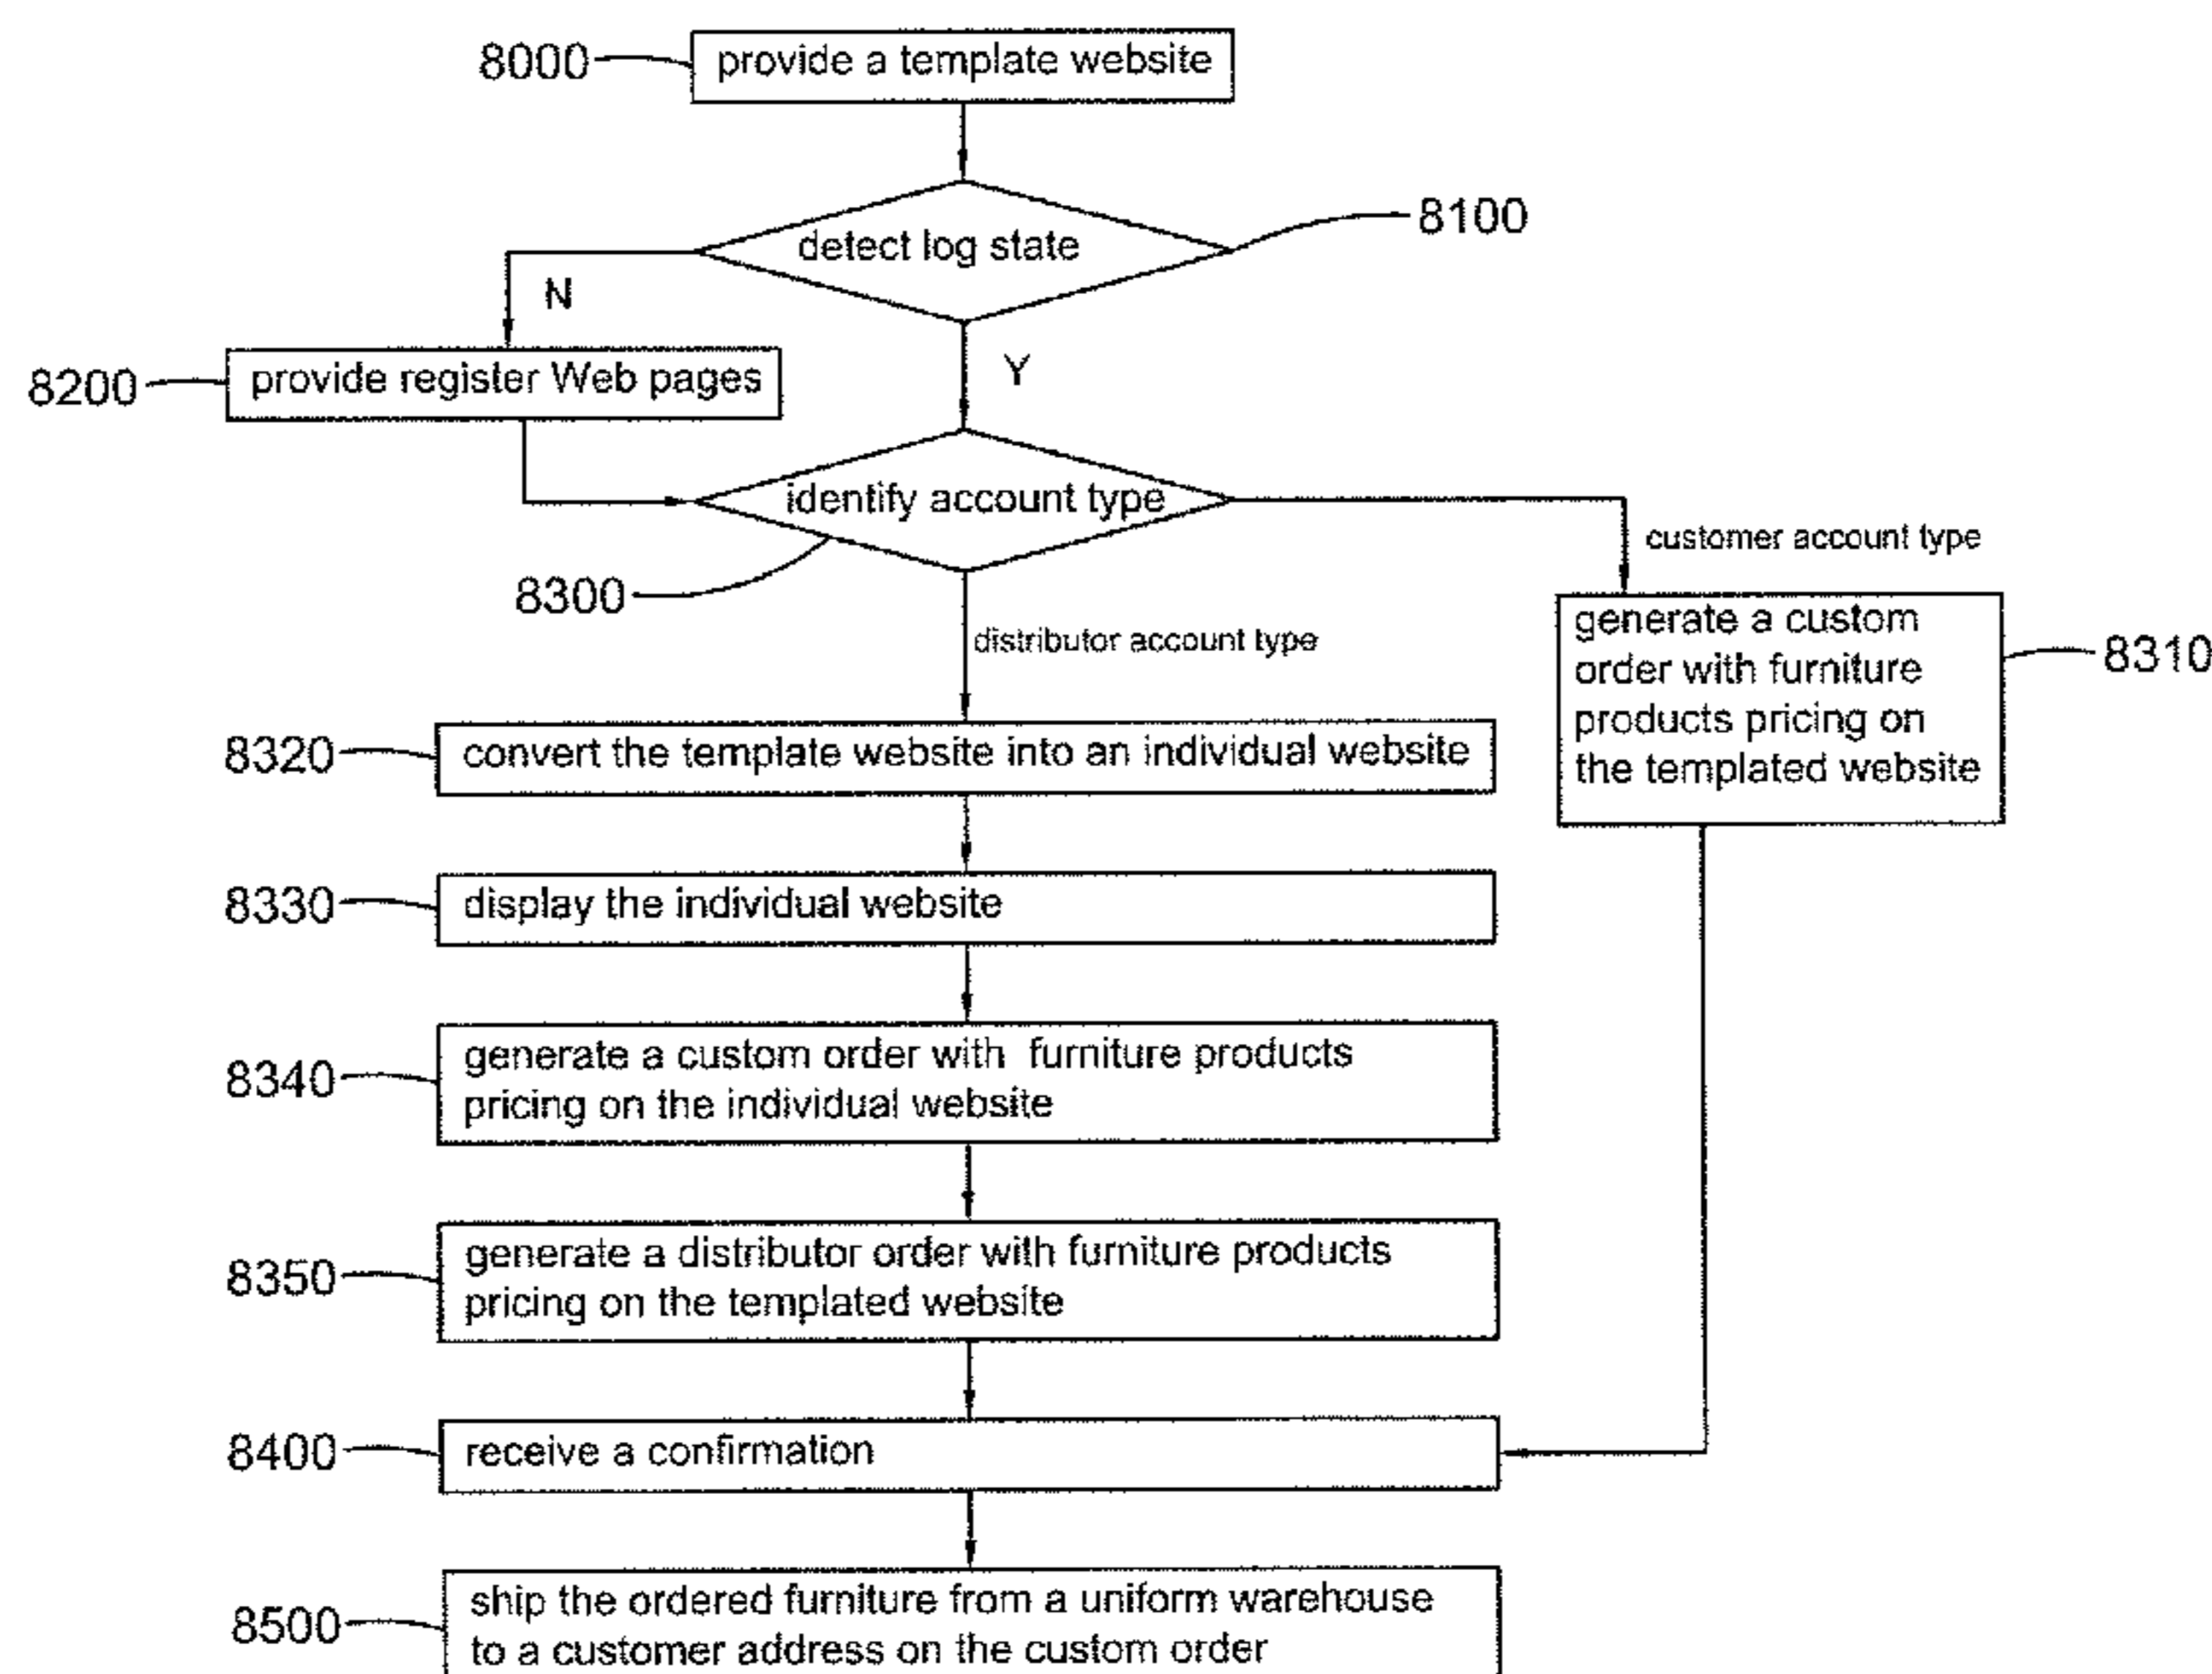 8000
provide a template website
8100
detect log state
N
Y
8200
provide register Web pages
identify account type
customer account type
8300
distributor account type
generate a custom
order with furniture
products pricing on
the templated website
8310
8320
convert the template website into an individual website
8330
display the individual website
8340
generate a custom order with furniture products
pricing on the individual website
8350
generate a distributor order with furniture products
pricing on the templated website
8400
receive a confirmation
8500
ship the ordered furniture from a uniform warehouse
to a customer address on the custom order